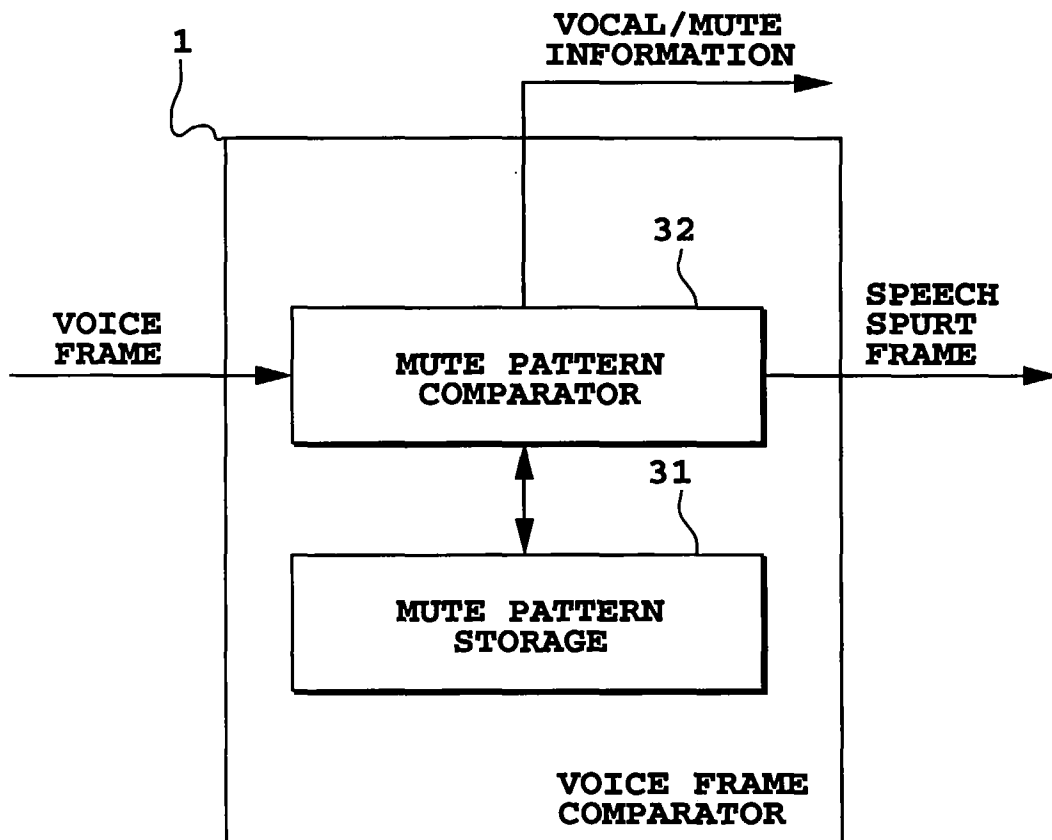 VOCAL/MUTE
INFORMATION
1
32
VOICE
FRAME
MUTE PATTERN
COMPARATOR
SPEECH
SPURT
FRAME
31
MUTE PATTERN
STORAGE
VOICE FRAME
COMPARATOR